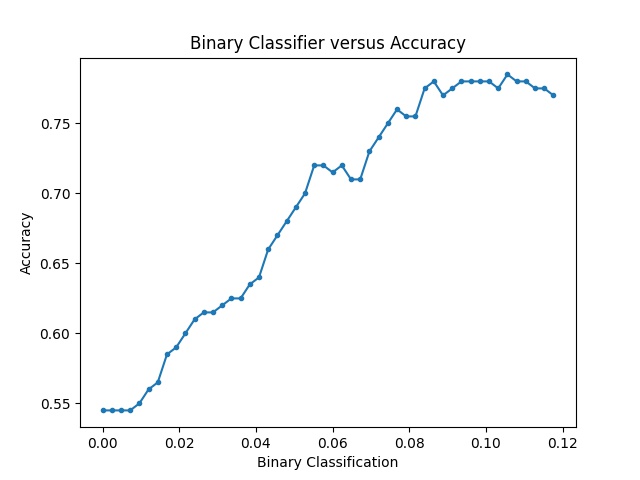 Binary Classifier versus Accuracy
Accuracy
0.75
0.70
0.65
0.60
0.55
0.00 0.02 0.04 0.06 0.08 0.10 0.12
Binary Classification